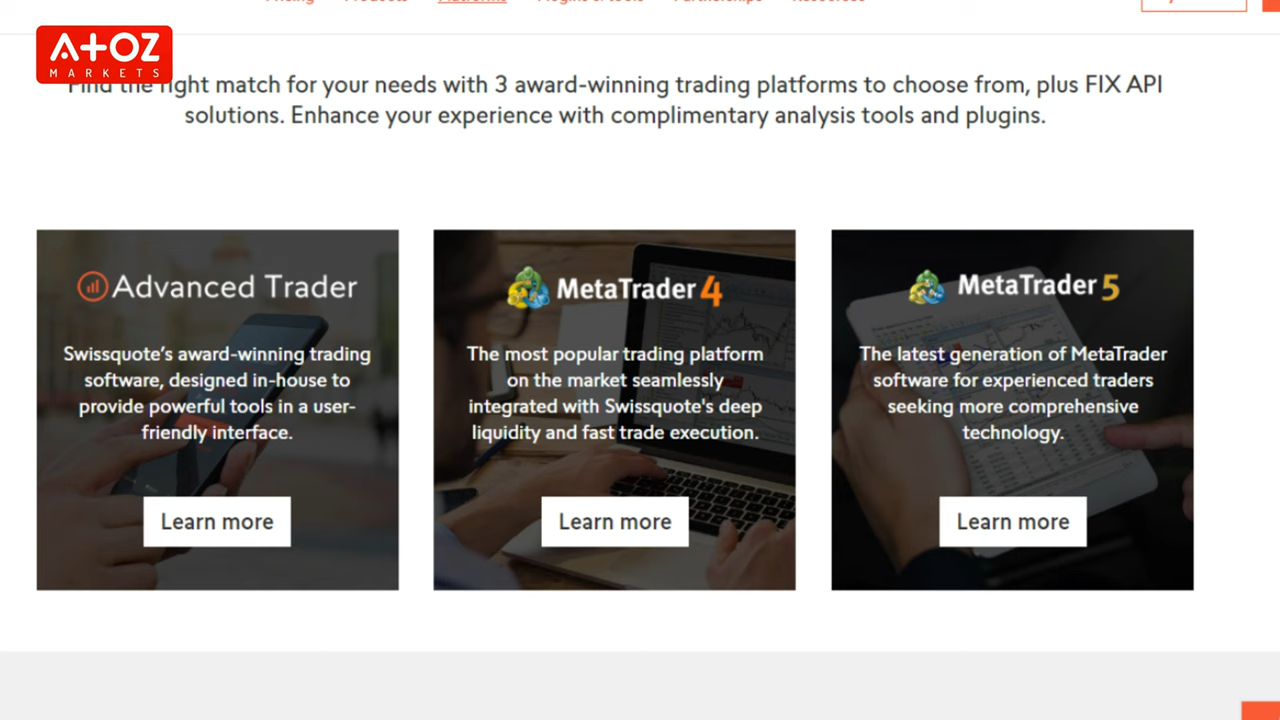 Platforms
A+OZ
MARKETS
Find the right match for your needs with 3 award-winning trading platforms to choose from, plus FIX API
solutions. Enhance your experience with complimentary analysis tools and plugins.
Advanced Trader
Swissquote’s award-winning trading
software, designed in-house to
provide powerful tools in a user-
friendly interface.
Learn more
MetaTrader 4
The most popular trading platform
on the market seamlessly
integrated with Swissquote's deep
liquidity and fast trade execution.
Learn more
MetaTrader 5
The latest generation of MetaTrader
software for experienced traders
seeking more comprehensive
technology.
Learn more